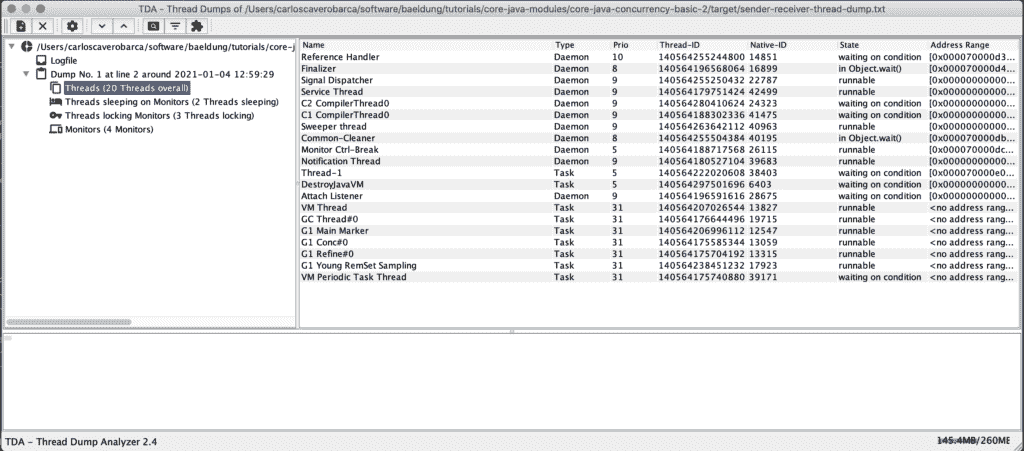 TDA - Thread Dumps of /Users/carloscaverobarca/software/baeldung/tutorials/core-java-modules/core-java-concurrency-basic-2/target/sender-receiver-thread-dump.txt
/Users/carloscaverobarca/software/baeldung/tutorials/core-j
Logfile
Dump No. 1 at line 2 around 2021-01-04 12:59:29
Threads (20 Threads overall)
Threads sleeping on Monitors (2 Threads sleeping)
Threads locking Monitors (3 Threads locking)
Monitors (4 Monitors)
Name Type Prio Thread-ID Native-ID State Address Range
Reference Handler Daemon 10 140564255244800 14851 waiting on condition [0x000070000d3...
Finalizer Daemon 8 140564196568064 16899 in Object.wait() [0x000070000d4...
Signal Dispatcher Daemon 9 140564255250432 22787 runnable [0x00000000000...
Service Thread Daemon 9 140564179751424 42499 runnable [0x00000000000...
C2 CompilerThread0 Daemon 9 140564280410624 24323 waiting on condition [0x00000000000...
C1 CompilerThread0 Daemon 9 140564188302336 41475 waiting on condition [0x00000000000...
Sweeper thread Daemon 9 140564263642112 40963 runnable [0x00000000000...
Common-Cleaner Daemon 8 140564255504384 40195 in Object.wait() [0x000070000db...
Monitor Ctrl-Break Daemon 5 140564188717568 26115 runnable [0x000070000dc...
Notification Thread Daemon 9 140564180527104 39683 runnable [0x00000000000...
Thread-1 Task 5 140564222020608 38403 waiting on condition [0x000070000e0...
DestroyJavaVM Task 5 140564297501696 6403 waiting on condition [0x00000000000...
Attach Listener Daemon 9 140564196591616 28675 waiting on condition [0x00000000000...
VM Thread Task 31 140564207026544 13827 runnable <no address rang...
GC Thread#0 Task 31 140564176644496 19715 runnable <no address rang...
G1 Main Marker Task 31 140564206996112 12547 runnable <no address rang...
G1 Conc#0 Task 31 140564175585344 13059 runnable <no address rang...
G1 Refine#0 Task 31 140564175704192 13315 runnable <no address rang...
G1 Young RemSet Sampling Task 31 140564238451232 17923 runnable <no address rang...
VM Periodic Task Thread Task 31 140564175740880 39171 waiting on condition <no address rang...
TDA - Thread Dump Analyzer 2.4
145.4MB/260ME